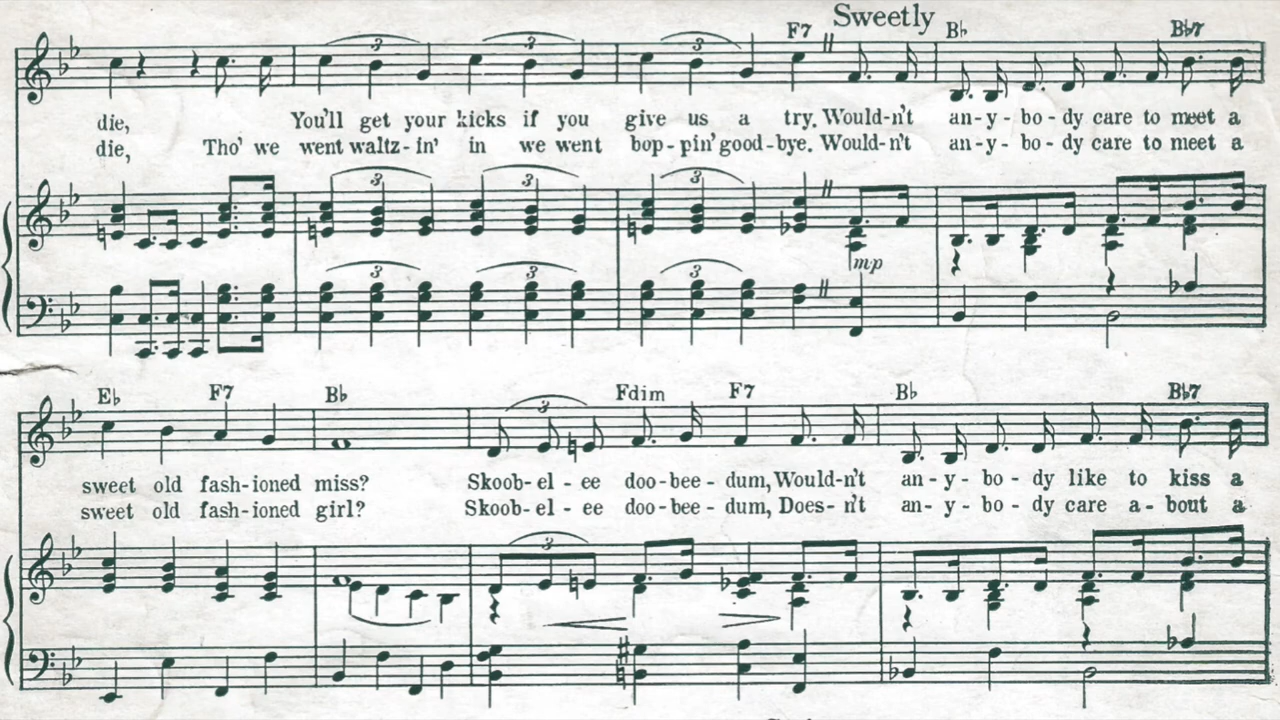 Sweetly
F7 B♭ B♭7
die, You'll get your kicks if you give us a try. Would-n't an-y-bo-dy care to meet a
die, Tho' we went waltz-in' in we went bop-pin' good-bye. Would-n't an-y-bo-dy care to meet a
mp
E♭ F7 B♭ Fdim F7 B♭ B♭7
sweet old fash-ioned miss? Skoob-el-ee doo-bee-dum, Would-n't an-y-bo-dy like to kiss a
sweet old fash-ioned girl? Skoob-el-ee doo-bee-dum, Does-n't an-y-bo-dy care a-bout a